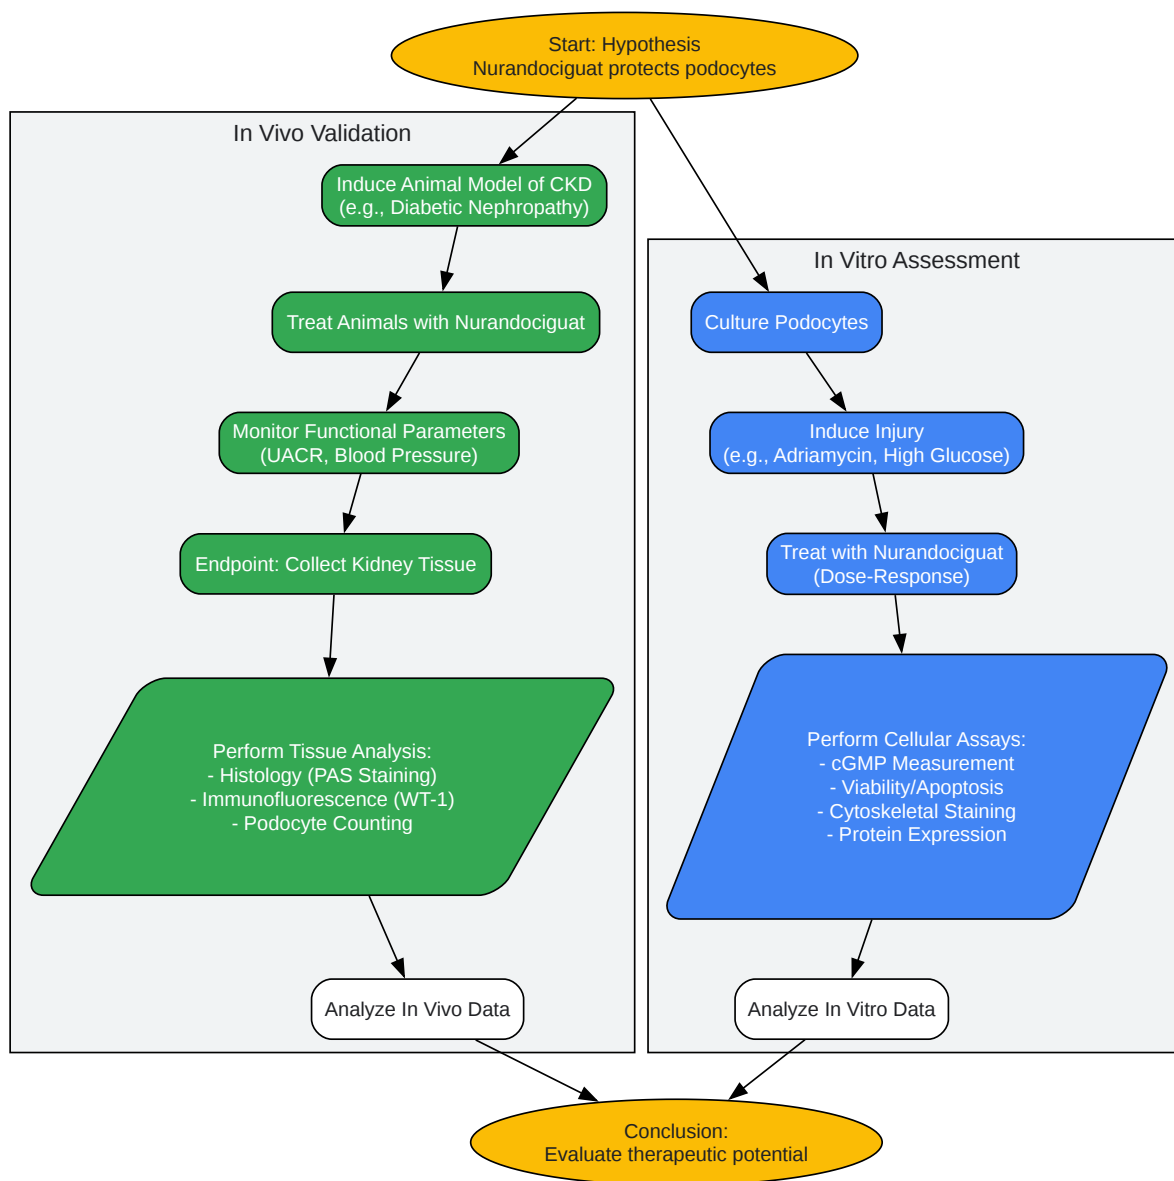 Start: Hypothesis
Nurandociguat protects podocytes
In Vivo Validation
Induce Animal Model of CKD
(e.g., Diabetic Nephropathy)
Treat Animals with Nurandociguat
Monitor Functional Parameters
(UACR, Blood Pressure)
Endpoint: Collect Kidney Tissue
Perform Tissue Analysis:
- Histology (PAS Staining)
- Immunofluorescence (WT-1)
- Podocyte Counting
Analyze In Vivo Data
In Vitro Assessment
Culture Podocytes
Induce Injury
(e.g., Adriamycin, High Glucose)
Treat with Nurandociguat
(Dose-Response)
Perform Cellular Assays:
- cGMP Measurement
- Viability/Apoptosis
- Cytoskeletal Staining
- Protein Expression
Analyze In Vitro Data
Conclusion:
Evaluate therapeutic potential